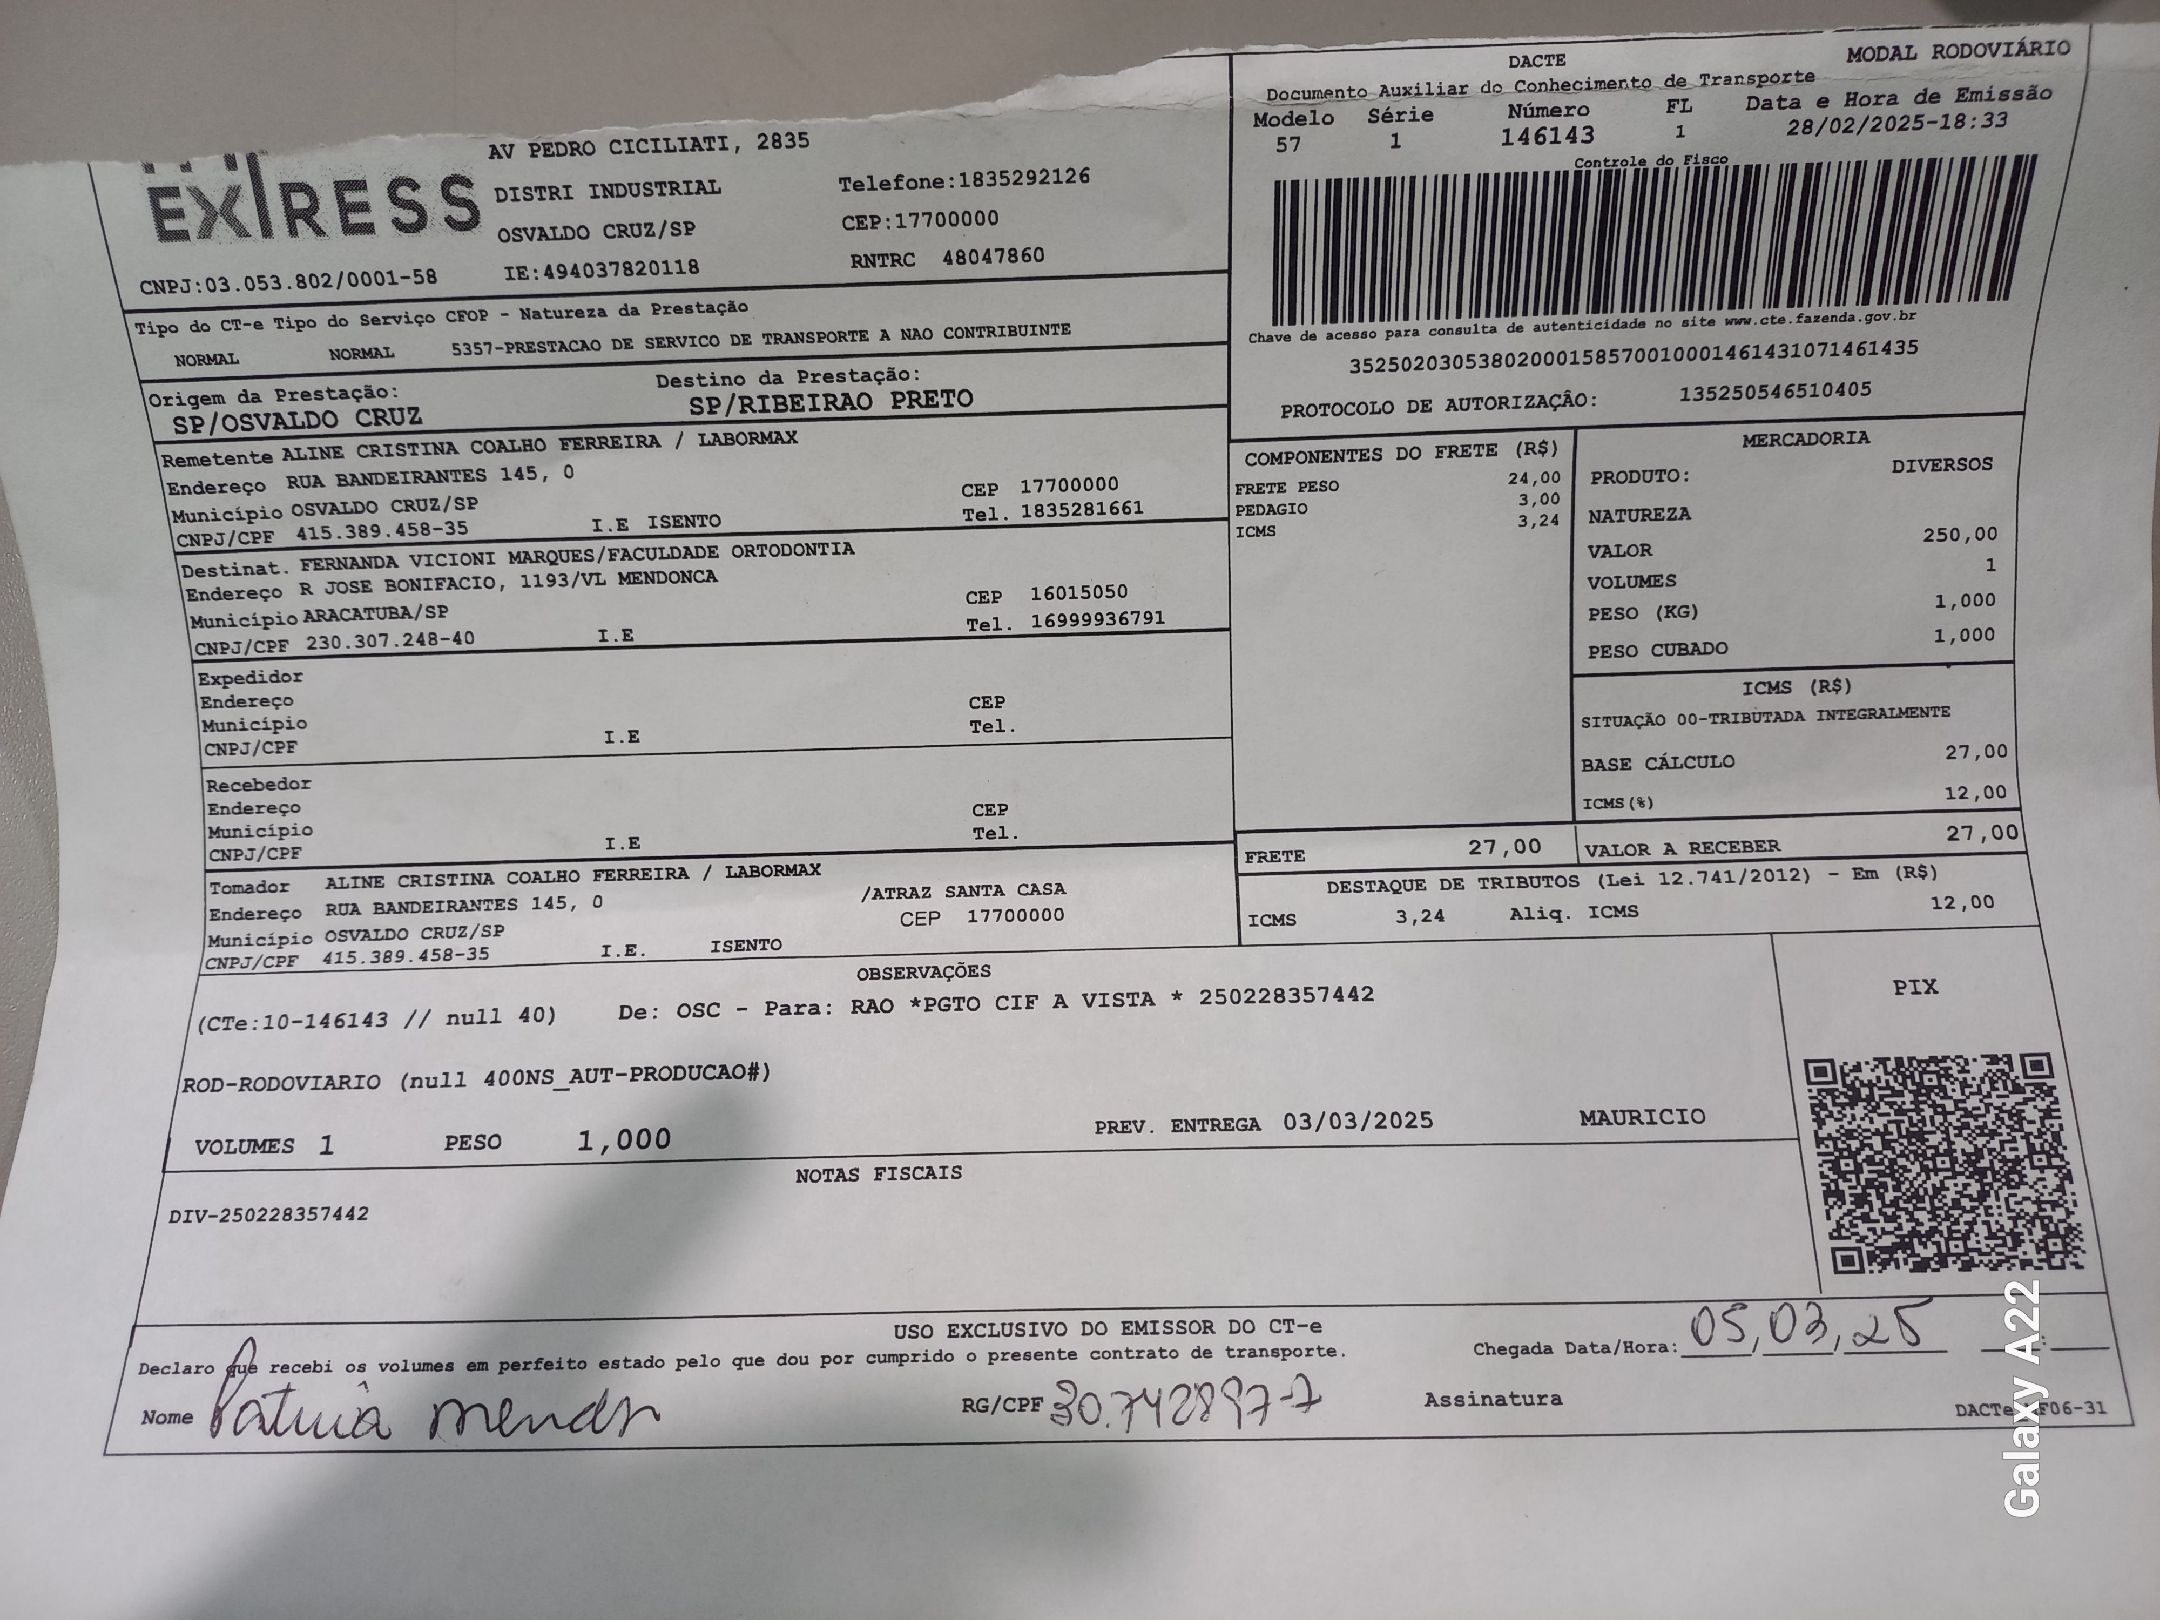 DACTE
MODAL RODOVIÁRIO
Documento Auxiliar do Conhecimento de Transporte
Modelo Série Número FL Data e Hora de Emissão
57 1 146143 1 28/02/2025-18:33
Controle do Fisco
Chave de acesso para consulta de autenticidade no site www.cte.fazenda.gov.br
35250203053802000158570010001461431071461435
PROTOCOLO DE AUTORIZAÇÂO: 135250546510405
EXPRESS
AV PEDRO CICILIATI, 2835
DISTRI INDUSTRIAL Telefone:1835292126
OSVALDO CRUZ/SP CEP:17700000
CNPJ:03.053.802/0001-58 IE:494037820118 RNTRC 48047860
Tipo do CT-e Tipo do Serviço CFOP - Natureza da Prestação
NORMAL NORMAL 5357-PRESTACAO DE SERVICO DE TRANSPORTE A NAO CONTRIBUINTE
Origem da Prestação: Destino da Prestação:
SP/OSVALDO CRUZ SP/RIBEIRAO PRETO
Remetente ALINE CRISTINA COALHO FERREIRA / LABORMAX
Endereço RUA BANDEIRANTES 145, 0
Município OSVALDO CRUZ/SP CEP 17700000
CNPJ/CPF 415.389.458-35 I.E ISENTO Tel. 1835281661
Destinat. FERNANDA VICIONI MARQUES/FACULDADE ORTODONTIA
Endereço R JOSE BONIFACIO, 1193/VL MENDONCA
Município ARACATUBA/SP CEP 16015050
CNPJ/CPF 230.307.248-40 I.E Tel. 16999936791
Expedidor
Endereço CEP
Município Tel.
CNPJ/CPF I.E
Recebedor
Endereço CEP
Município Tel.
CNPJ/CPF I.E
Tomador ALINE CRISTINA COALHO FERREIRA / LABORMAX
Endereço RUA BANDEIRANTES 145, 0 /ATRAZ SANTA CASA
Município OSVALDO CRUZ/SP CEP 17700000
CNPJ/CPF 415.389.458-35 I.E. ISENTO
COMPONENTES DO FRETE (R$)
FRETE PESO 24,00
PEDAGIO 3,00
ICMS 3,24
MERCADORIA
PRODUTO: DIVERSOS
NATUREZA
VALOR 250,00
VOLUMES 1
PESO (KG) 1,000
PESO CUBADO 1,000
ICMS (R$)
SITUAÇÃO 00-TRIBUTADA INTEGRALMENTE
BASE CÁLCULO 27,00
ICMS(%) 12,00
FRETE 27,00 VALOR A RECEBER 27,00
DESTAQUE DE TRIBUTOS (Lei 12.741/2012) - Em (R$)
ICMS 3,24 Aliq. ICMS 12,00
OBSERVAÇÕES
(CTe:10-146143 // null 40) De: OSC - Para: RAO *PGTO CIF A VISTA * 250228357442
ROD-RODOVIARIO (null 400NS_AUT-PRODUCAO#)
VOLUMES 1 PESO 1,000 PREV. ENTREGA 03/03/2025 MAURICIO
PIX
NOTAS FISCAIS
DIV-250228357442
USO EXCLUSIVO DO EMISSOR DO CT-e
Declaro que recebi os volumes em perfeito estado pelo que dou por cumprido o presente contrato de transporte. Chegada Data/Hora: 05/03/25 :
Nome Patricia RG/CPF 30.742897-7 Assinatura
Galaxy A22